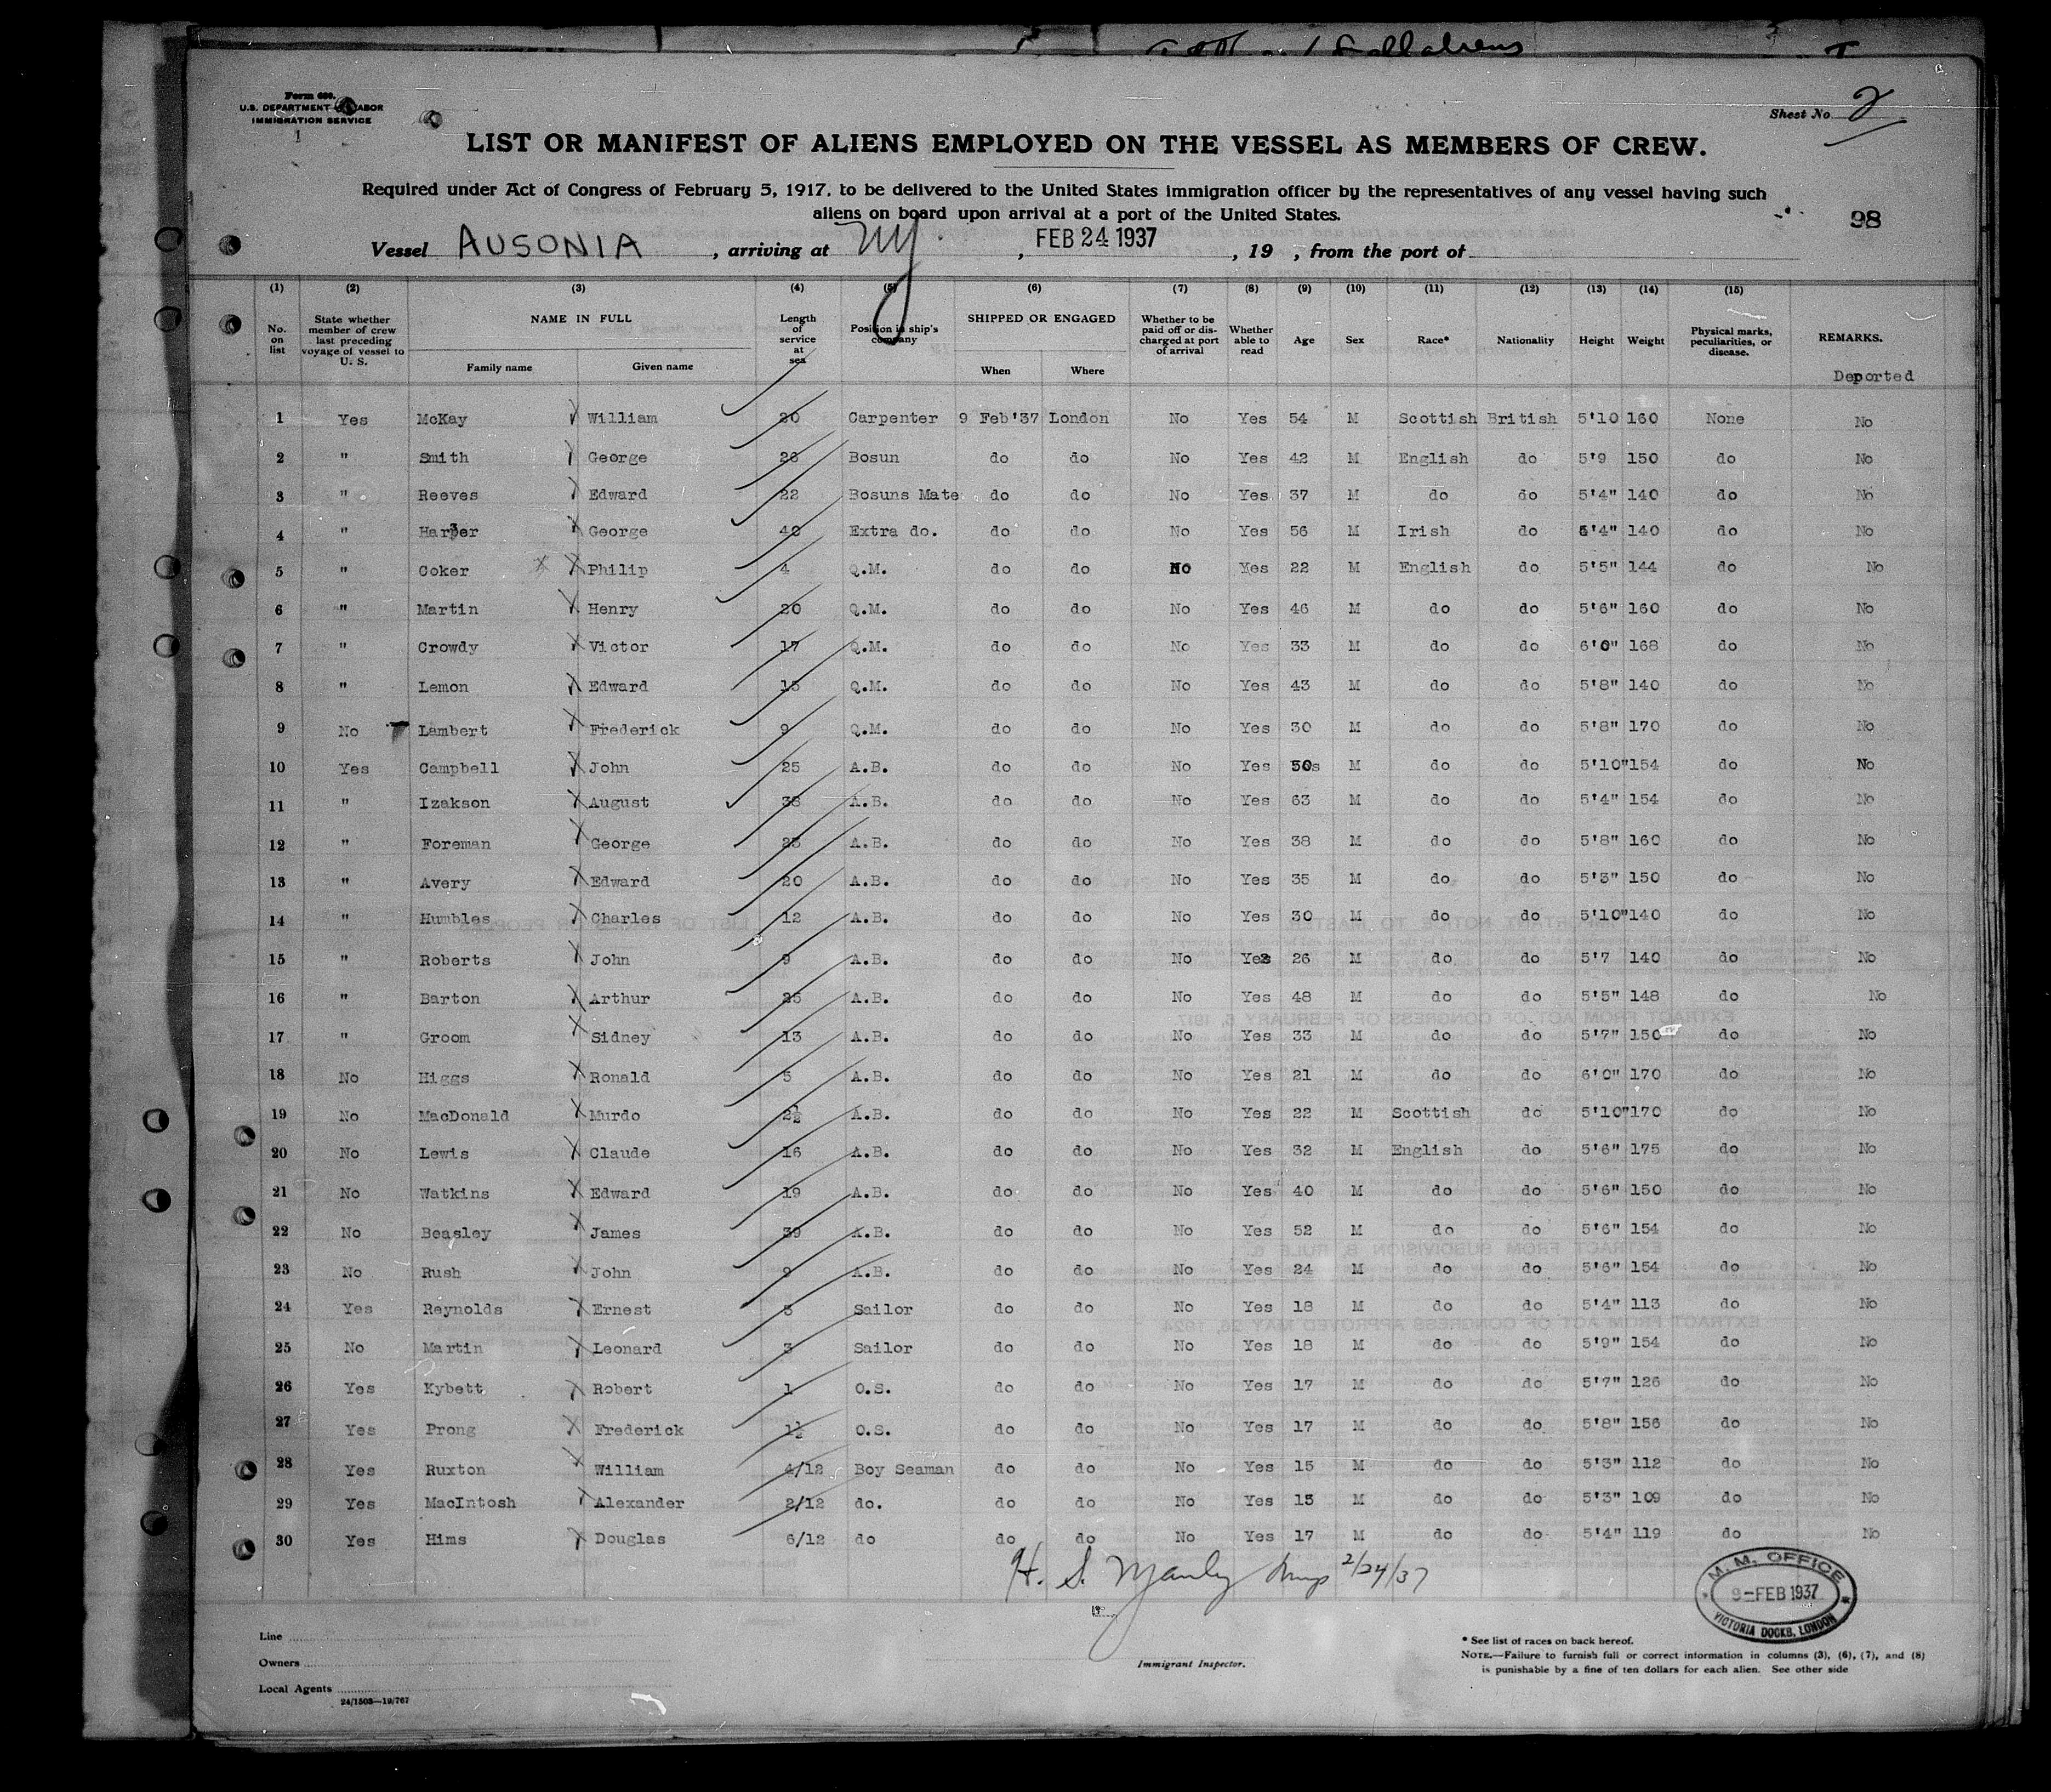 Form 680.
U.S. DEPARTMENT LABOR
IMMIGRATION SERVICE
1
Sheet No. 2
LIST OR MANIFEST OF ALIENS EMPLOYED ON THE VESSEL AS MEMBERS OF CREW.
Required under Act of Congress of February 5, 1917, to be delivered to the United States immigration officer by the representatives of any vessel having such
aliens on board upon arrival at a port of the United States.
98
Vessel AUSONIA, arriving at NY, FEB 24 1937, 19 , from the port of
(1) (2) (3) (4) (5) (6) (7) (8) (9) (10) (11) (12) (13) (14) (15)
No. on list State whether member of crew last preceding voyage of vessel to U. S. NAME IN FULL Family name Given name Length of service at sea Position in ship's company SHIPPED OR ENGAGED When Where Whether to be paid off or discharged at port of arrival Whether able to read Age Sex Race* Nationality Height Weight Physical marks, peculiarities, or disease. REMARKS.
Deported
1 Yes McKay William 20 Carpenter 9 Feb'37 London No Yes 54 M Scottish British 5'10 160 None No
2 " Smith George 26 Bosun do do No Yes 42 M English do 5'9 150 do No
3 " Reeves Edward 22 Bosuns Mate do do No Yes 37 M do do 5'4" 140 do No
4 " Harper George 40 Extra do. do do No Yes 56 M Irish do 5'4" 140 do No
5 " Coker Philip 4 Q.M. do do No Yes 22 M English do 5'5" 144 do No
6 " Martin Henry 20 Q.M. do do No Yes 46 M do do 5'6" 160 do No
7 " Crowdy Victor 17 Q.M. do do No Yes 33 M do do 6'0" 168 do No
8 " Lemon Edward 15 Q.M. do do No Yes 43 M do do 5'8" 140 do No
9 No Lambert Frederick 9 Q.M. do do No Yes 30 M do do 5'8" 170 do No
10 Yes Campbell John 25 A.B. do do No Yes 50s M do do 5'10" 154 do No
11 " Izakson August 38 A.B. do do No Yes 63 M do do 5'4" 154 do No
12 " Foreman George 23 A.B. do do No Yes 38 M do do 5'8" 160 do No
13 " Avery Edward 20 A.B. do do No Yes 35 M do do 5'3" 150 do No
14 " Humbles Charles 12 A.B. do do No Yes 30 M do do 5'10" 140 do No
15 " Roberts John 9 A.B. do do No Yes 26 M do do 5'7 140 do No
16 " Barton Arthur 25 A.B. do do No Yes 48 M do do 5'5" 148 do No
17 " Groom Sidney 13 A.B. do do No Yes 33 M do do 5'7" 150 do No
18 No Higgs Ronald 5 A.B. do do No Yes 21 M do do 6'0" 170 do No
19 No MacDonald Murdo 2½ A.B. do do No Yes 22 M Scottish do 5'10" 170 do No
20 No Lewis Claude 16 A.B. do do No Yes 32 M English do 5'6" 175 do No
21 No Watkins Edward 19 A.B. do do No Yes 40 M do do 5'6" 150 do No
22 No Beasley James 39 A.B. do do No Yes 52 M do do 5'6" 154 do No
23 No Rush John 9 A.B. do do No Yes 24 M do do 5'6" 154 do No
24 Yes Reynolds Ernest 3 Sailor do do No Yes 18 M do do 5'4" 113 do No
25 No Martin Leonard 3 Sailor do do No Yes 18 M do do 5'9" 154 do No
26 Yes Kybett Robert 1 O.S. do do No Yes 17 M do do 5'7" 126 do No
27 Yes Prong Frederick 1½ O.S. do do No Yes 17 M do do 5'8" 156 do No
28 Yes Ruxton William 4/12 Boy Seaman do do No Yes 15 M do do 5'3" 112 do No
29 Yes MacIntosh Alexander 2/12 do. do do No Yes 15 M do do 5'3" 109 do No
30 Yes Hims Douglas 6/12 do do do No Yes 17 M do do 5'4" 119 do No
H. S. Manly 2/24/37
M.M. OFFICE
9-FEB 1937
VICTORIA DOCKS, LONDON
Line
Owners
Local Agents
24/1503—19/767
Immigrant Inspector.
* See list of races on back hereof.
NOTE.—Failure to furnish full or correct information in columns (3), (6), (7), and (8)
is punishable by a fine of ten dollars for each alien. See other side